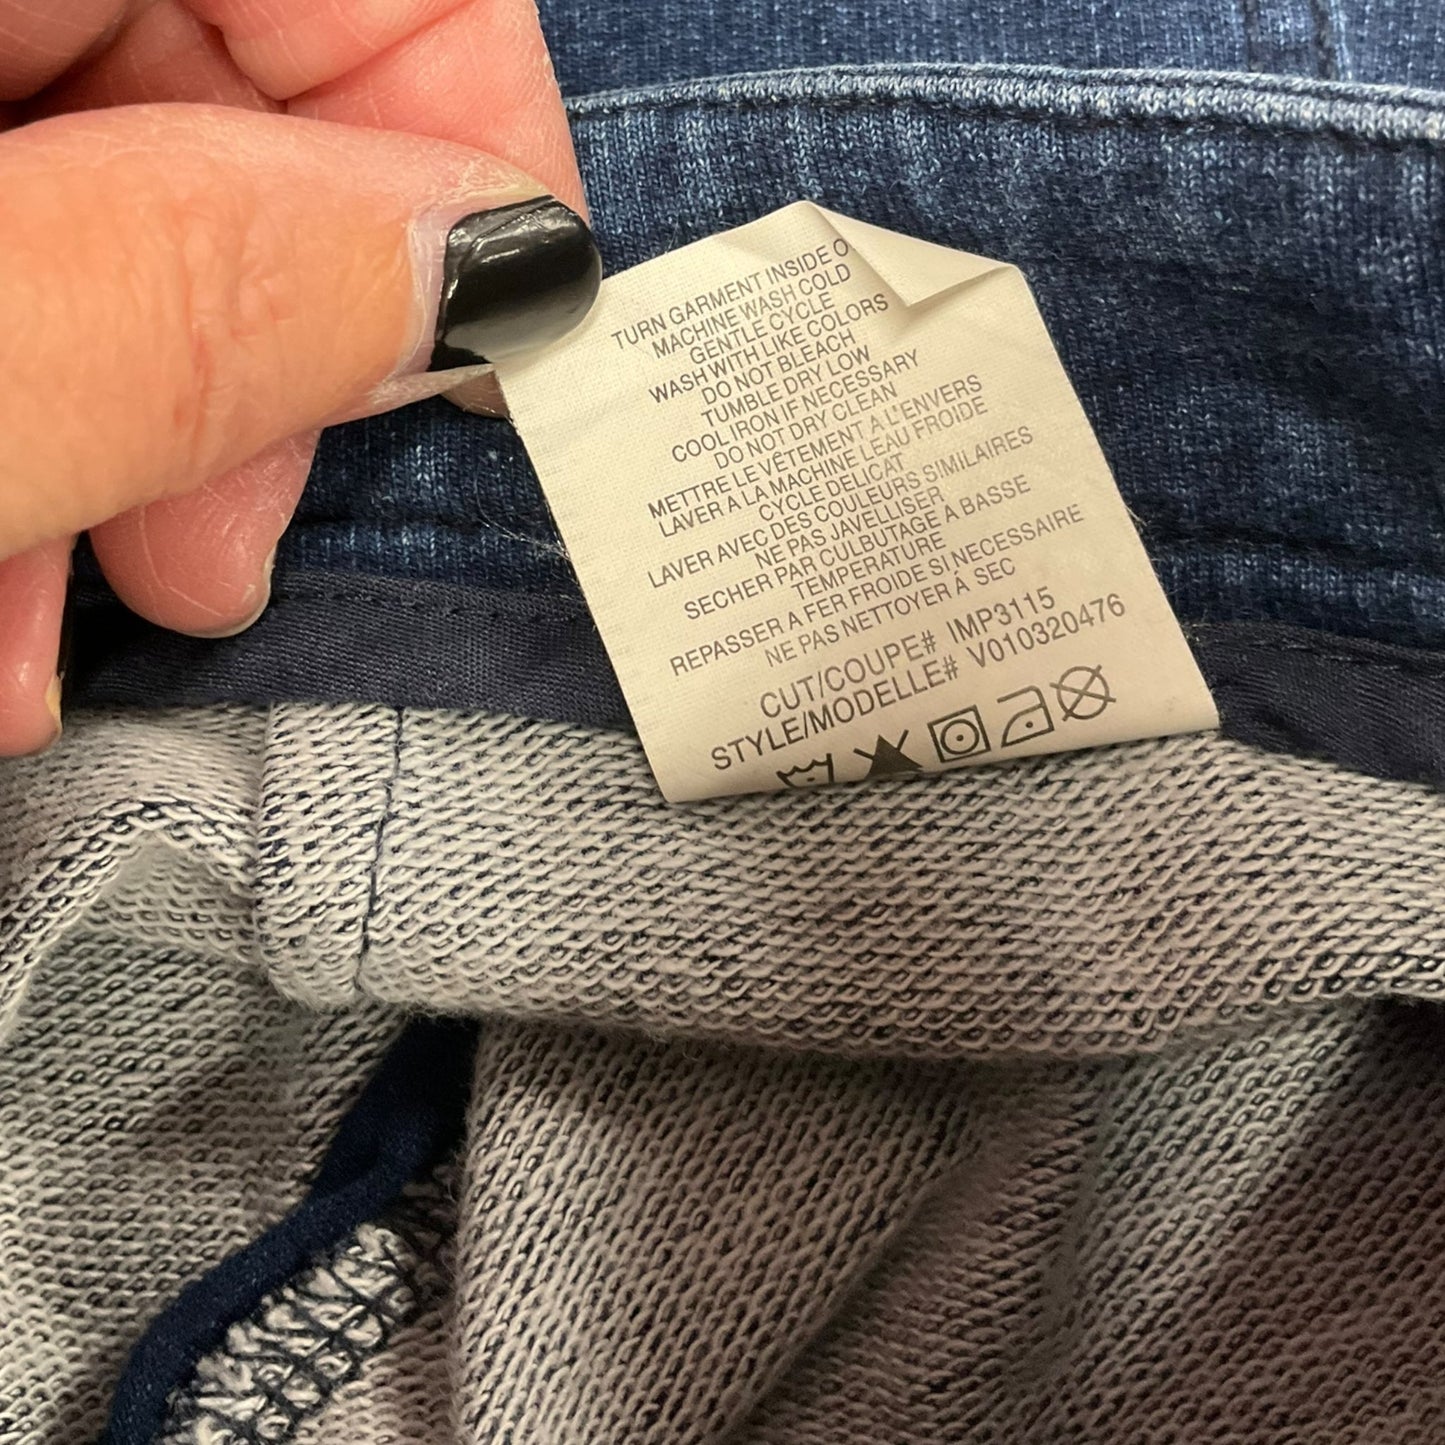 TURN GARMENT INSIDE O
MACHINE WASH COLD
GENTLE CYCLE
WASH WITH LIKE COLORS
DO NOT BLEACH
TUMBLE DRY LOW
COOL IRON IF NECESSARY
DO NOT DRY CLEAN
METTRE LE VÊTEMENT A L'ENVERS
LAVER A LA MACHINE L EAU FROIDE
CYCLE DELICAT
LAVER AVEC DES COULEURS SIMILAIRES
NE PAS JAVELLISER
SECHER PAR CULBUTAGE À BASSE
TEMPERATURE
REPASSER A FER FROIDE SI NECESSAIRE
NE PAS NETTOYER À SEC
CUT/COUPE# IMP3115
STYLE/MODELLE# V010320476